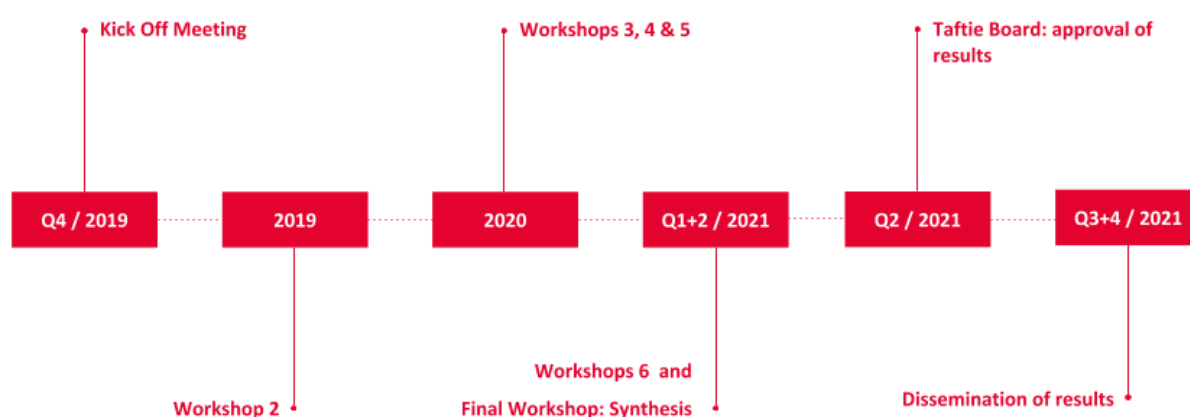 Kick Off Meeting
Workshops 3, 4 & 5
Taftie Board: approval of
results
Q4 / 2019
2019
2020
Q1+2 / 2021
Q2 / 2021
Q3+4 / 2021
Workshop 2
Workshops 6 and
Final Workshop: Synthesis
Dissemination of results